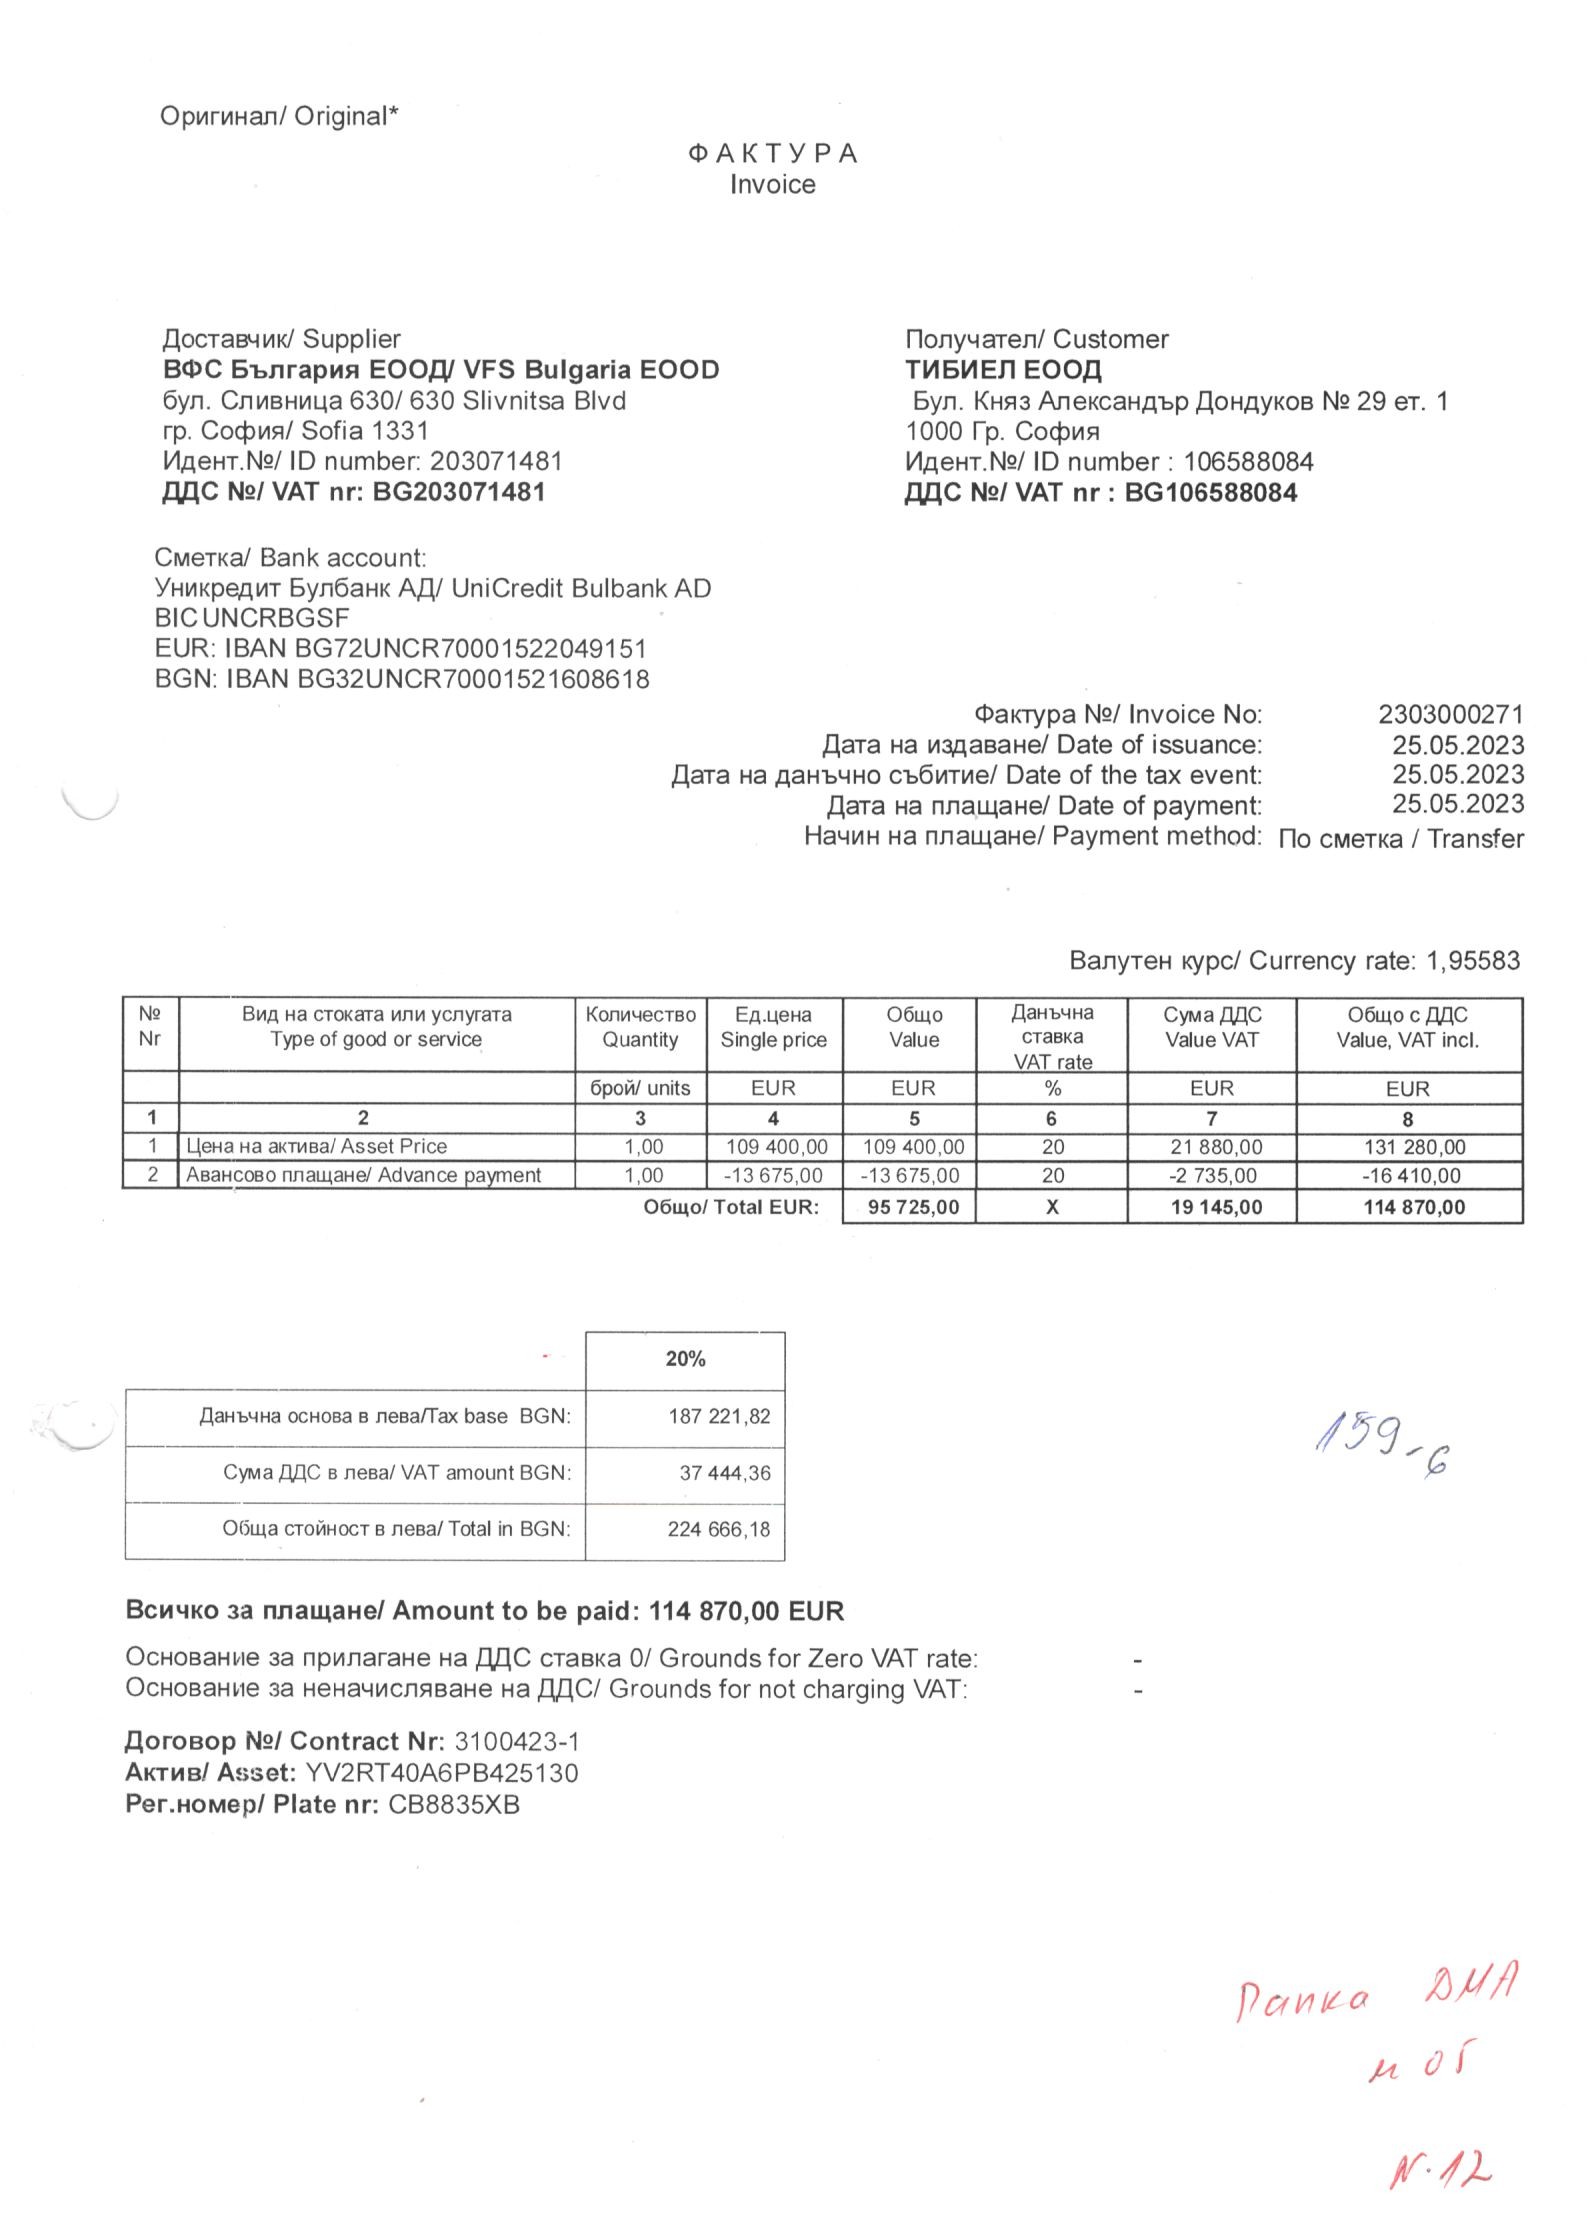 Оригинал/ Original*
ФАКТУРА
Invoice
Доставчик/ Supplier
ВФС България ЕООД/ VFS Bulgaria EOOD
бул. Сливница 630/ 630 Slivnitsa Blvd
гр. София/ Sofia 1331
Идент.№/ ID number: 203071481
ДДС №/ VAT nr: BG203071481
Получател/ Customer
ТИБИЕЛ ЕООД
Бул. Княз Александър Дондуков № 29 ет. 1
1000 Гр. София
Идент.№/ ID number : 106588084
ДДС №/ VAT nr : BG106588084
Сметка/ Bank account:
Уникредит Булбанк АД/ UniCredit Bulbank AD
BIC UNCRBGSF
EUR: IBAN BG72UNCR70001522049151
BGN: IBAN BG32UNCR70001521608618
Фактура №/ Invoice No: 2303000271
Дата на издаване/ Date of issuance: 25.05.2023
Дата на данъчно събитие/ Date of the tax event: 25.05.2023
Дата на плащане/ Date of payment: 25.05.2023
Начин на плащане/ Payment method: По сметка / Transfer
Валутен курс/ Currency rate: 1,95583
№ Вид на стоката или услугата Количество Ед.цена Общо Данъчна ставка Сума ДДС Общо с ДДС
Nr Type of good or service Quantity Single price Value VAT rate Value VAT Value, VAT incl.
брой/ units EUR EUR % EUR EUR
1 2 3 4 5 6 7 8
1 Цена на актива/ Asset Price 1,00 109 400,00 109 400,00 20 21 880,00 131 280,00
2 Авансово плащане/ Advance payment 1,00 -13 675,00 -13 675,00 20 -2 735,00 -16 410,00
Общо/ Total EUR: 95 725,00 X 19 145,00 114 870,00
20%
Данъчна основа в лева/Tax base BGN: 187 221,82
Сума ДДС в лева/ VAT amount BGN: 37 444,36
Обща стойност в лева/ Total in BGN: 224 666,18
159-6
Всичко за плащане/ Amount to be paid: 114 870,00 EUR
Основание за прилагане на ДДС ставка 0/ Grounds for Zero VAT rate: -
Основание за неначисляване на ДДС/ Grounds for not charging VAT: -
Договор №/ Contract Nr: 3100423-1
Актив/ Asset: YV2RT40A6PB425130
Рег.номер/ Plate nr: CB8835XB
Папка ДМА
м 05
N.12